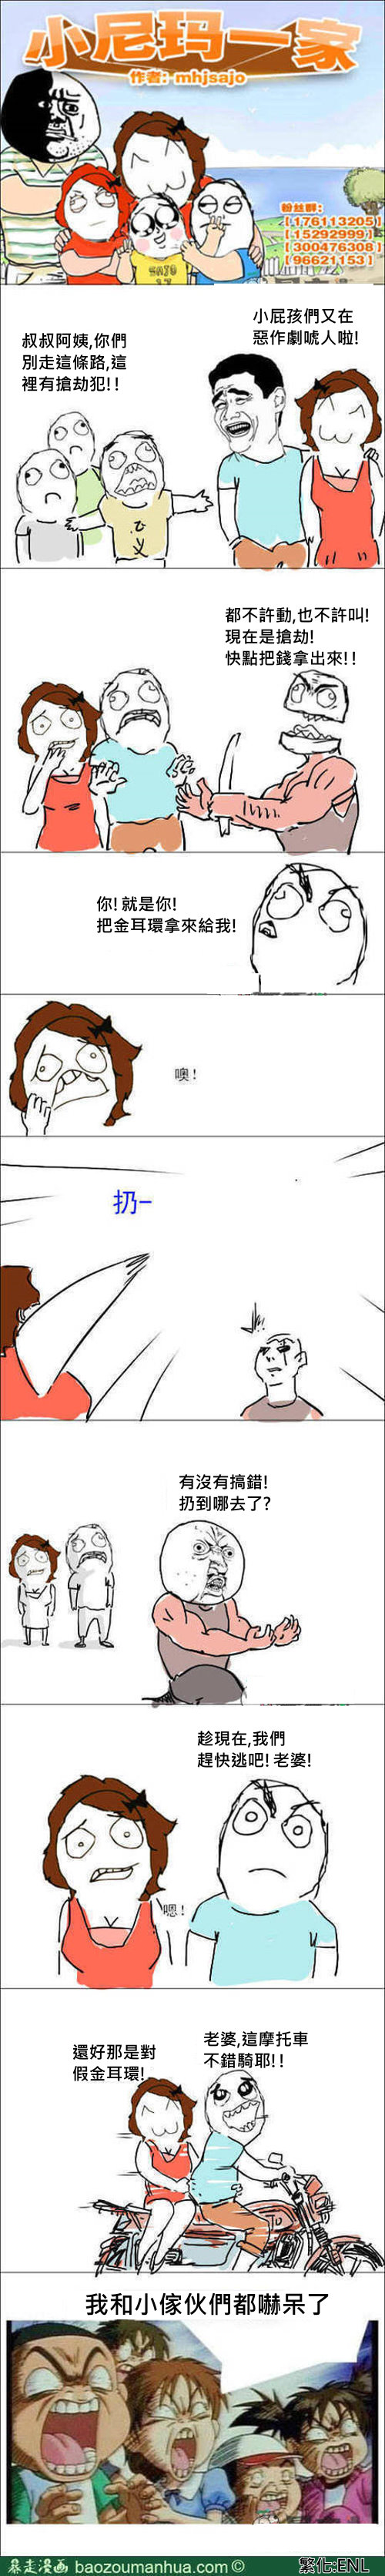 小尼玛一家
作者: mhjsajo
粉丝群:
[176113205]
[15292999]
[300476308]
[96621153]
SAJO
17
叔叔阿姨,你們
別走這條路,這
裡有搶劫犯!!
小屁孩們又在
惡作劇唬人啦!
都不許動,也不許叫!
現在是搶劫!
快點把錢拿出來!!
你! 就是你!
把金耳環拿來給我!
噢!
扔-
有沒有搞錯!
扔到哪去了?
趁現在,我們
趕快逃吧! 老婆!
嗯!
還好那是對
假金耳環!
老婆,這摩托車
不錯騎耶!!
我和小傢伙們都嚇呆了
暴走漫画 baozoumanhua.com ©
繁化:ENL